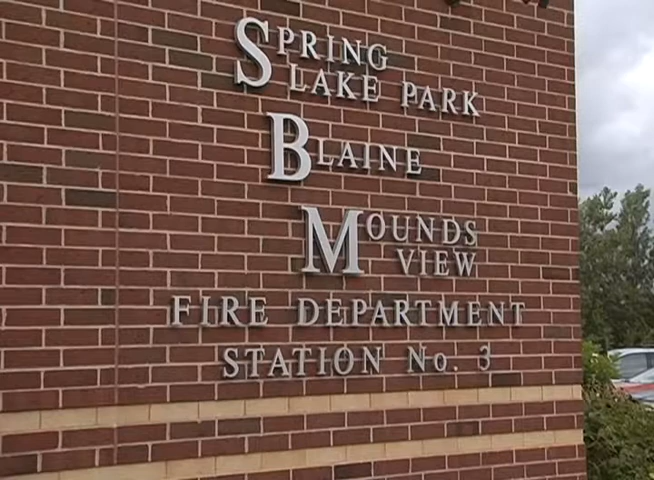 SPRING
LAKE PARK
BLAINE
MOUNDS
VIEW
FIRE DEPARTMENT
STATION No. 3